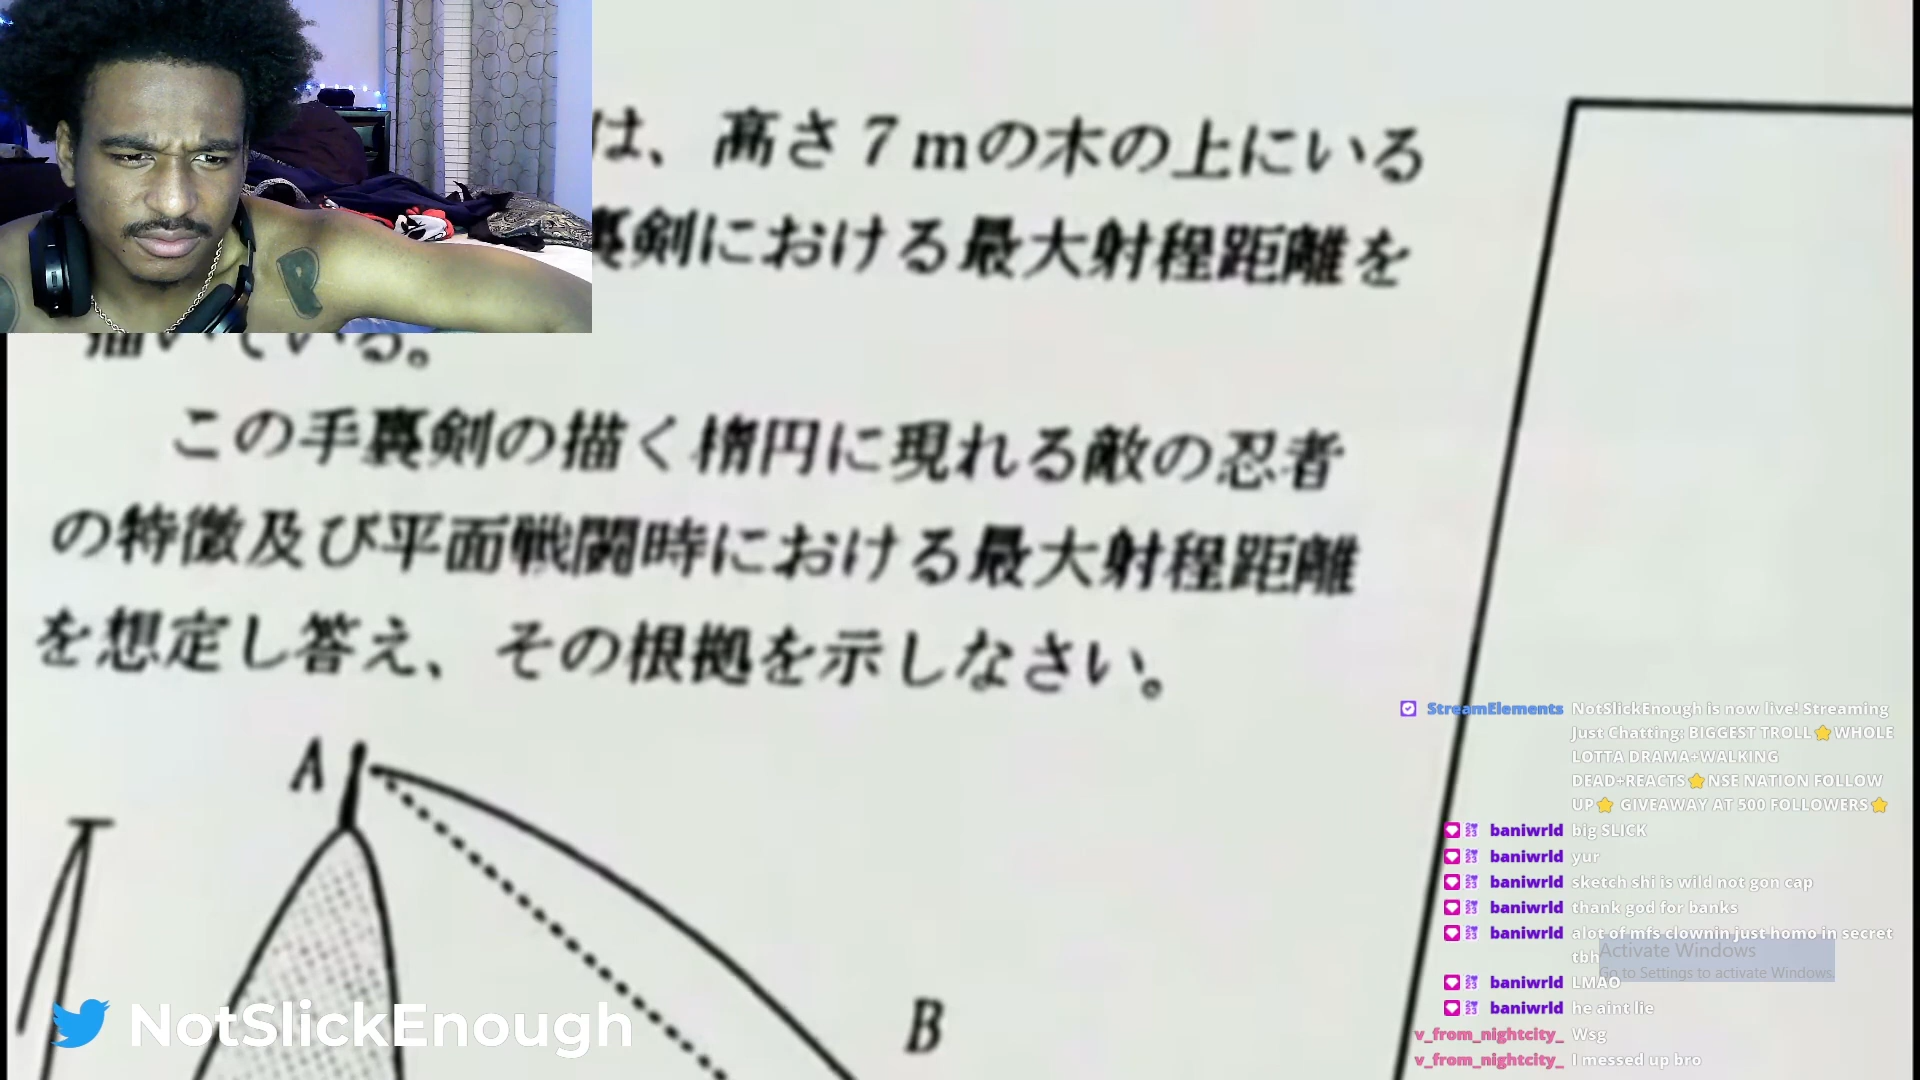 は、高さ7mの木の上にいる
裏剣における最大射程距離を
描いている。
この手裏剣の描く楕円に現れる敵の忍者
の特徴及び平面戦闘時における最大射程距離
を想定し答え、その根拠を示しなさい。
A
B
StreamElements NotSlickEnough is now live! Streaming
Just Chatting: BIGGEST TROLL⭐WHOLE
LOTTA DRAMA+WALKING
DEAD+REACTS⭐NSE NATION FOLLOW
UP⭐ GIVEAWAY AT 500 FOLLOWERS⭐
baniwrld big SLICK
baniwrld yur
baniwrld sketch shi is wild not gon cap
baniwrld thank god for banks
baniwrld alot of mfs clownin just homo in secret
tbh
Activate Windows
Go to Settings to activate Windows.
baniwrld LMAO
baniwrld he aint lie
v_from_nightcity_ Wsg
v_from_nightcity_ I messed up bro
NotSlickEnough